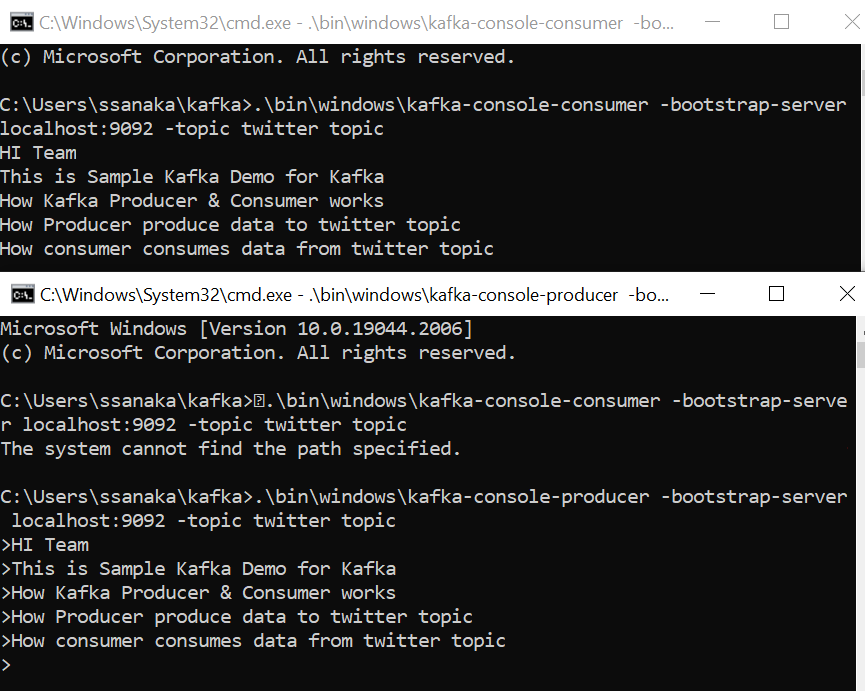 C:\Windows\System32\cmd.exe - .\bin\windows\kafka-console-consumer -bo...
(c) Microsoft Corporation. All rights reserved.
C:\Users\ssanaka\kafka>.\bin\windows\kafka-console-consumer -bootstrap-server
localhost:9092 -topic twitter topic
HI Team
This is Sample Kafka Demo for Kafka
How Kafka Producer & Consumer works
How Producer produce data to twitter topic
How consumer consumes data from twitter topic
C:\Windows\System32\cmd.exe - .\bin\windows\kafka-console-producer -bo...
Microsoft Windows [Version 10.0.19044.2006]
(c) Microsoft Corporation. All rights reserved.
C:\Users\ssanaka\kafka>.\bin\windows\kafka-console-consumer -bootstrap-serve
r localhost:9092 -topic twitter topic
The system cannot find the path specified.
C:\Users\ssanaka\kafka>.\bin\windows\kafka-console-producer -bootstrap-server
localhost:9092 -topic twitter topic
>HI Team
>This is Sample Kafka Demo for Kafka
>How Kafka Producer & Consumer works
>How Producer produce data to twitter topic
>How consumer consumes data from twitter topic
>